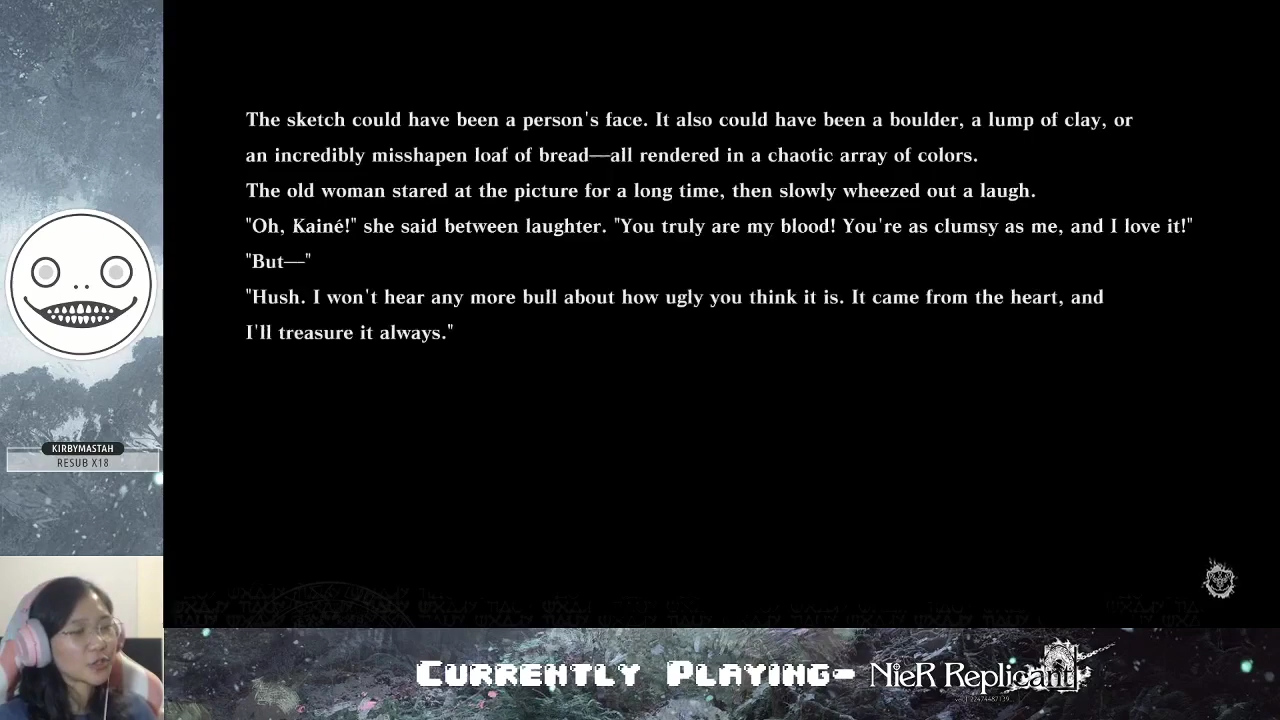 The sketch could have been a person's face. It also could have been a boulder, a lump of clay, or
an incredibly misshapen loaf of bread—all rendered in a chaotic array of colors.
The old woman stared at the picture for a long time, then slowly wheezed out a laugh.
"Oh, Kainé!" she said between laughter. "You truly are my blood! You're as clumsy as me, and I love it!"
"But—"
"Hush. I won't hear any more bull about how ugly you think it is. It came from the heart, and
I'll treasure it always."
KIRBYMASTAH
RESUB X18
Currently Playing- NieR Replicant